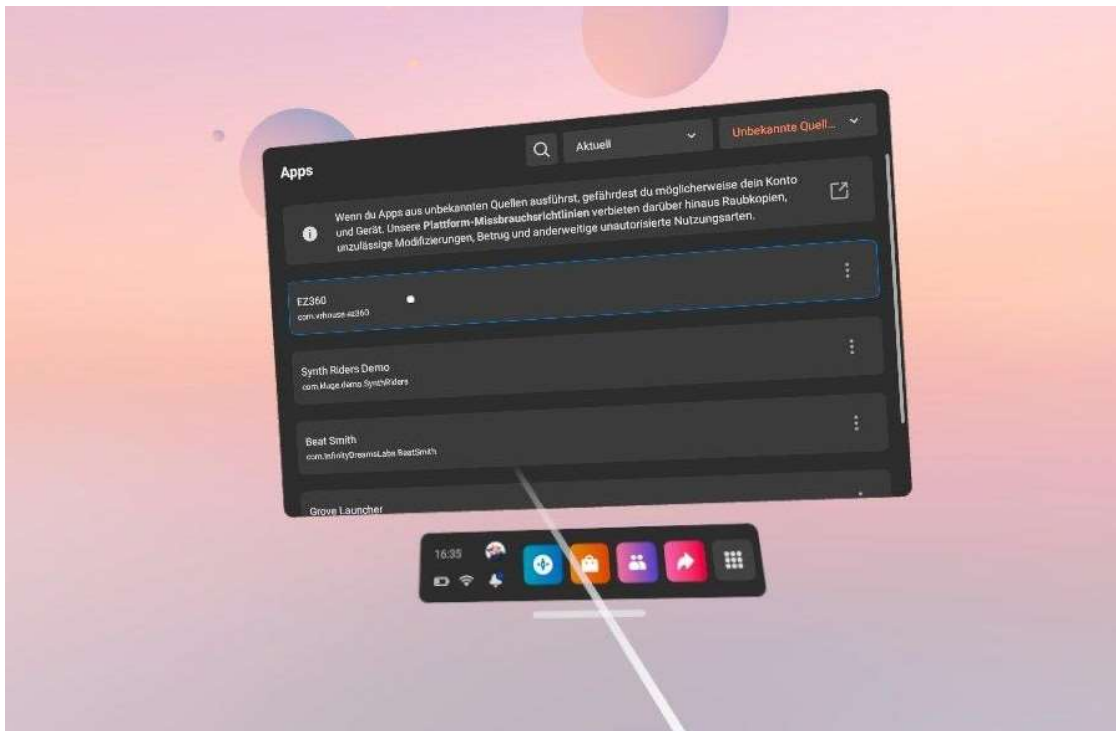 Apps
Aktuell
Unbekannte Quell...
Wenn du Apps aus unbekannten Quellen ausführst, gefährdest du möglicherweise dein Konto
und Gerät. Unsere Plattform-Missbrauchsrichtlinien verbieten darüber hinaus Raubkopien,
unzulässige Modifizierungen, Betrug und anderweitige unautorisierte Nutzungsarten.
EZ360
com.vrhouse.ez360
Synth Riders Demo
com.kluge.demo.SynthRiders
Beat Smith
com.InfinityDreamsLabs.BeatSmith
Grove Launcher
16:35